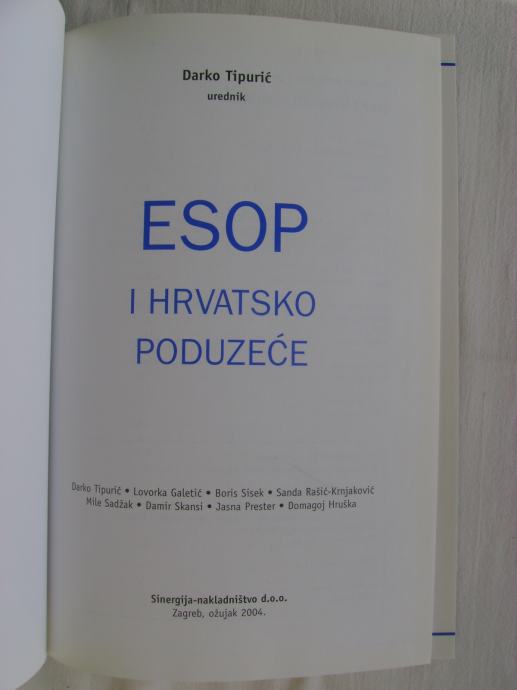 Darko Tipurić
urednik
ESOP
I HRVATSKO
PODUZEĆE
Darko Tipurić • Lovorka Galetić • Boris Sisek • Sanda Rašić-Krnjaković
Mile Sadžak • Damir Skansi • Jasna Prester • Domagoj Hruška
Sinergija-nakladništvo d.o.o.
Zagreb, ožujak 2004.